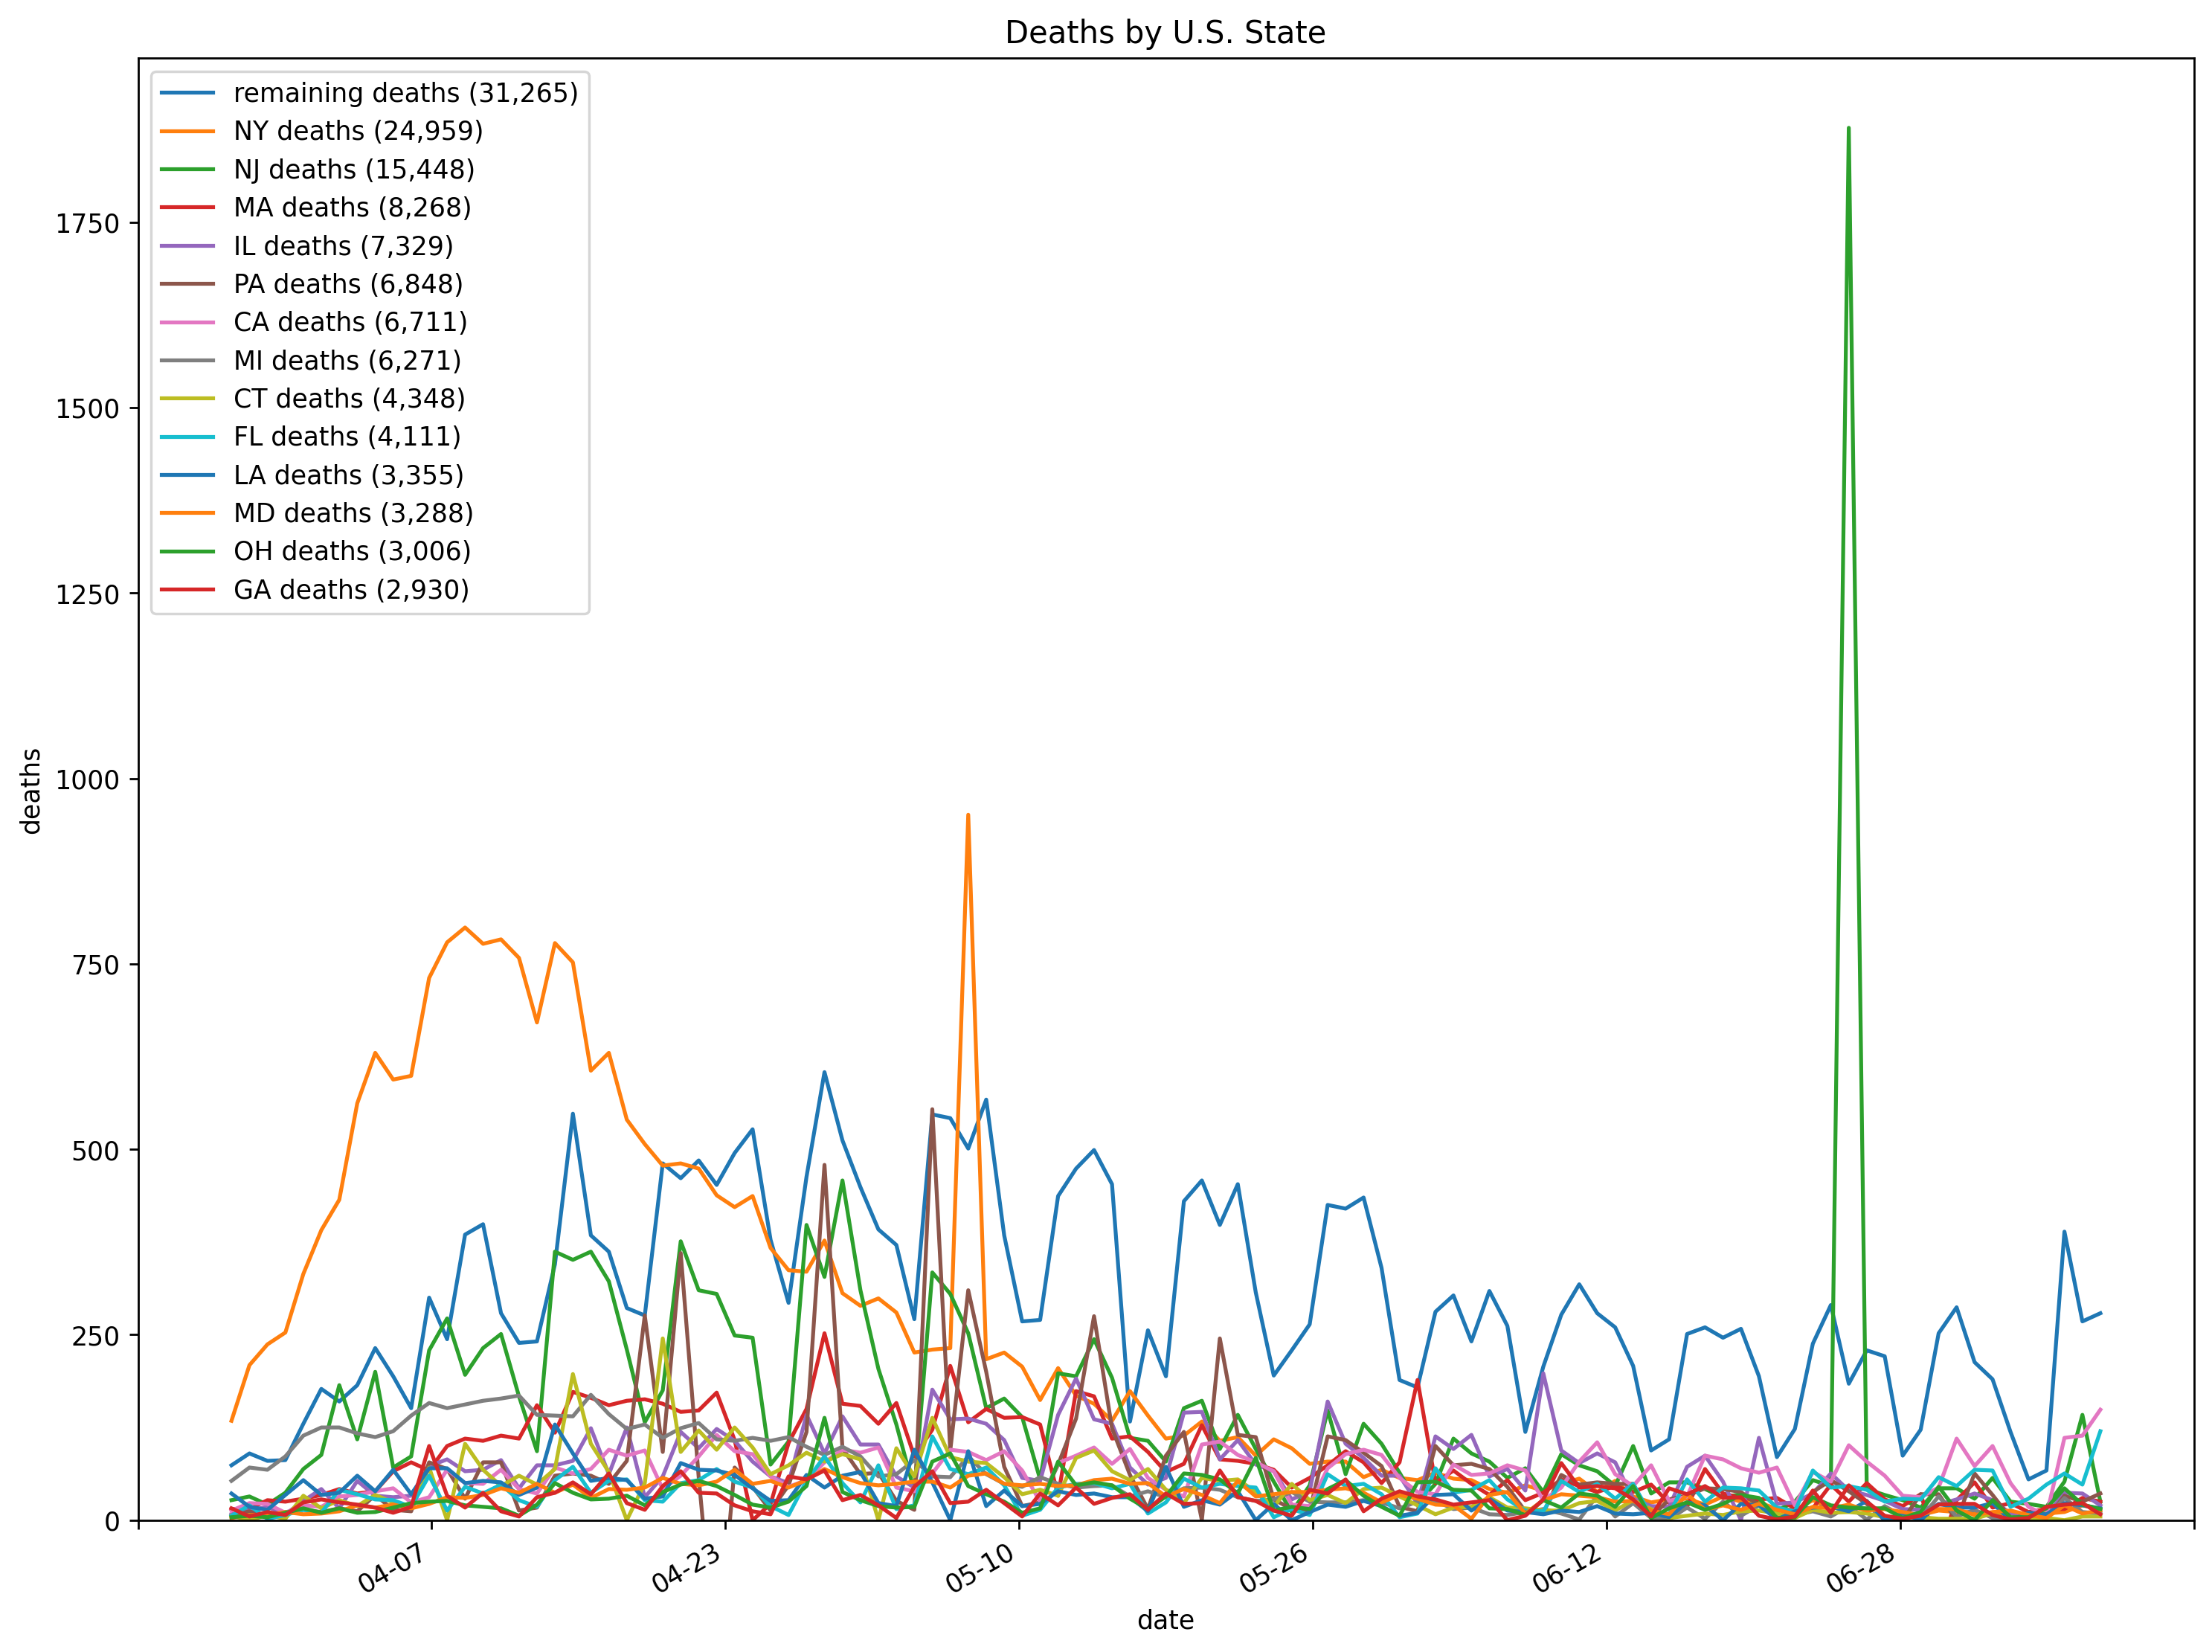 Deaths by U.S. State
remaining deaths (31,265)
NY deaths (24,959)
NJ deaths (15,448)
MA deaths (8,268)
IL deaths (7,329)
PA deaths (6,848)
CA deaths (6,711)
MI deaths (6,271)
CT deaths (4,348)
FL deaths (4,111)
LA deaths (3,355)
MD deaths (3,288)
OH deaths (3,006)
GA deaths (2,930)
1750
1500
1250
1000
750
500
250
0
deaths
04-07
04-23
05-10
05-26
06-12
06-28
date